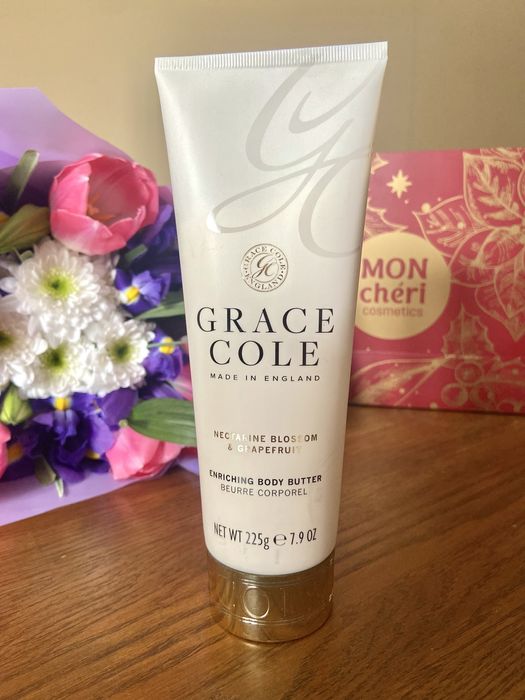 GRACE COLE
ENGLAND
GRACE
COLE
MADE IN ENGLAND
NECTARINE BLOSSOM
& GRAPEFRUIT
ENRICHING BODY BUTTER
BEURRE CORPOREL
NET WT 225g ℮ 7.9 OZ
MON
chéri
cosmetics